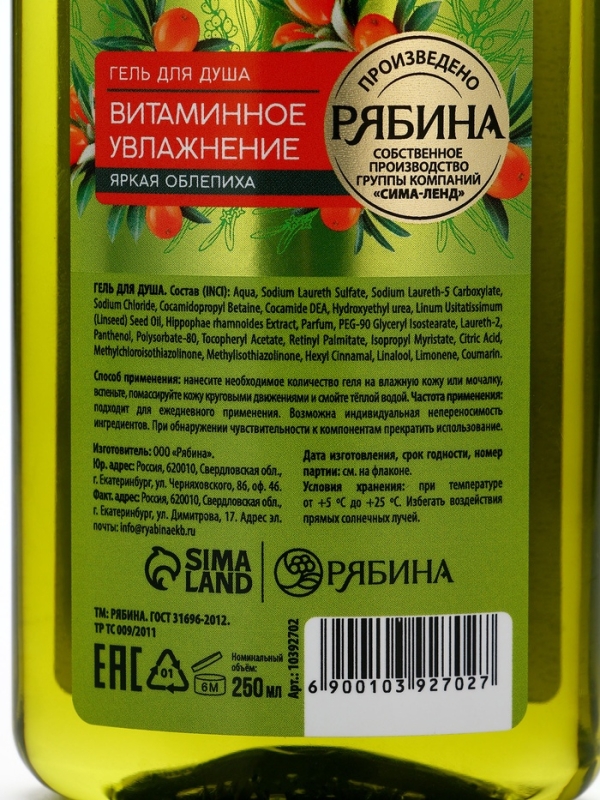 ГЕЛЬ ДЛЯ ДУША
ВИТАМИННОЕ
УВЛАЖНЕНИЕ
ЯРКАЯ ОБЛЕПИХА
ПРОИЗВЕДЕНО
РЯБИНА
СОБСТВЕННОЕ
ПРОИЗВОДСТВО
ГРУППЫ КОМПАНИЙ
«СИМА-ЛЕНД»
ГЕЛЬ ДЛЯ ДУША. Состав (INCI): Aqua, Sodium Laureth Sulfate, Sodium Laureth-5 Carboxylate,
Sodium Chloride, Cocamidopropyl Betaine, Cocamide DEA, Hydroxyethyl urea, Linum Usitatissimum
(Linseed) Seed Oil, Hippophae rhamnoides Extract, Parfum, PEG-90 Glyceryl Isostearate, Laureth-2,
Panthenol, Polysorbate-80, Tocopheryl Acetate, Retinyl Palmitate, Isopropyl Myristate, Citric Acid,
Methylchloroisothiazolinone, Methylisothiazolinone, Hexyl Cinnamal, Linalool, Limonene, Coumarin.
Способ применения: нанесите необходимое количество геля на влажную кожу или мочалку,
вспеньте, помассируйте кожу круговыми движениями и смойте тёплой водой. Частота применения:
подходит для ежедневного применения. Возможна индивидуальная непереносимость
ингредиентов. При обнаружении чувствительности к компонентам прекратить использование.
Изготовитель: ООО «Рябина».
Юр. адрес: Россия, 620010, Свердловская обл.,
г. Екатеринбург, ул. Черняховского, 86, оф. 46.
Факт. адрес: Россия, 620010, Свердловская обл.,
г. Екатеринбург, ул. Димитрова, 17. Адрес эл.
почты: info@ryabinaekb.ru
Дата изготовления, срок годности, номер
партии: см. на флаконе.
Условия хранения: при температуре
от +5 °С до +25 °С. Избегать воздействия
прямых солнечных лучей.
SIMA
LAND
РЯБИНА
ТМ: РЯБИНА. ГОСТ 31696-2012.
ТР ТС 009/2011
EAC
01
6M
Номинальный
объём:
250 мл
Арт.: 10392702
6 900103 927027